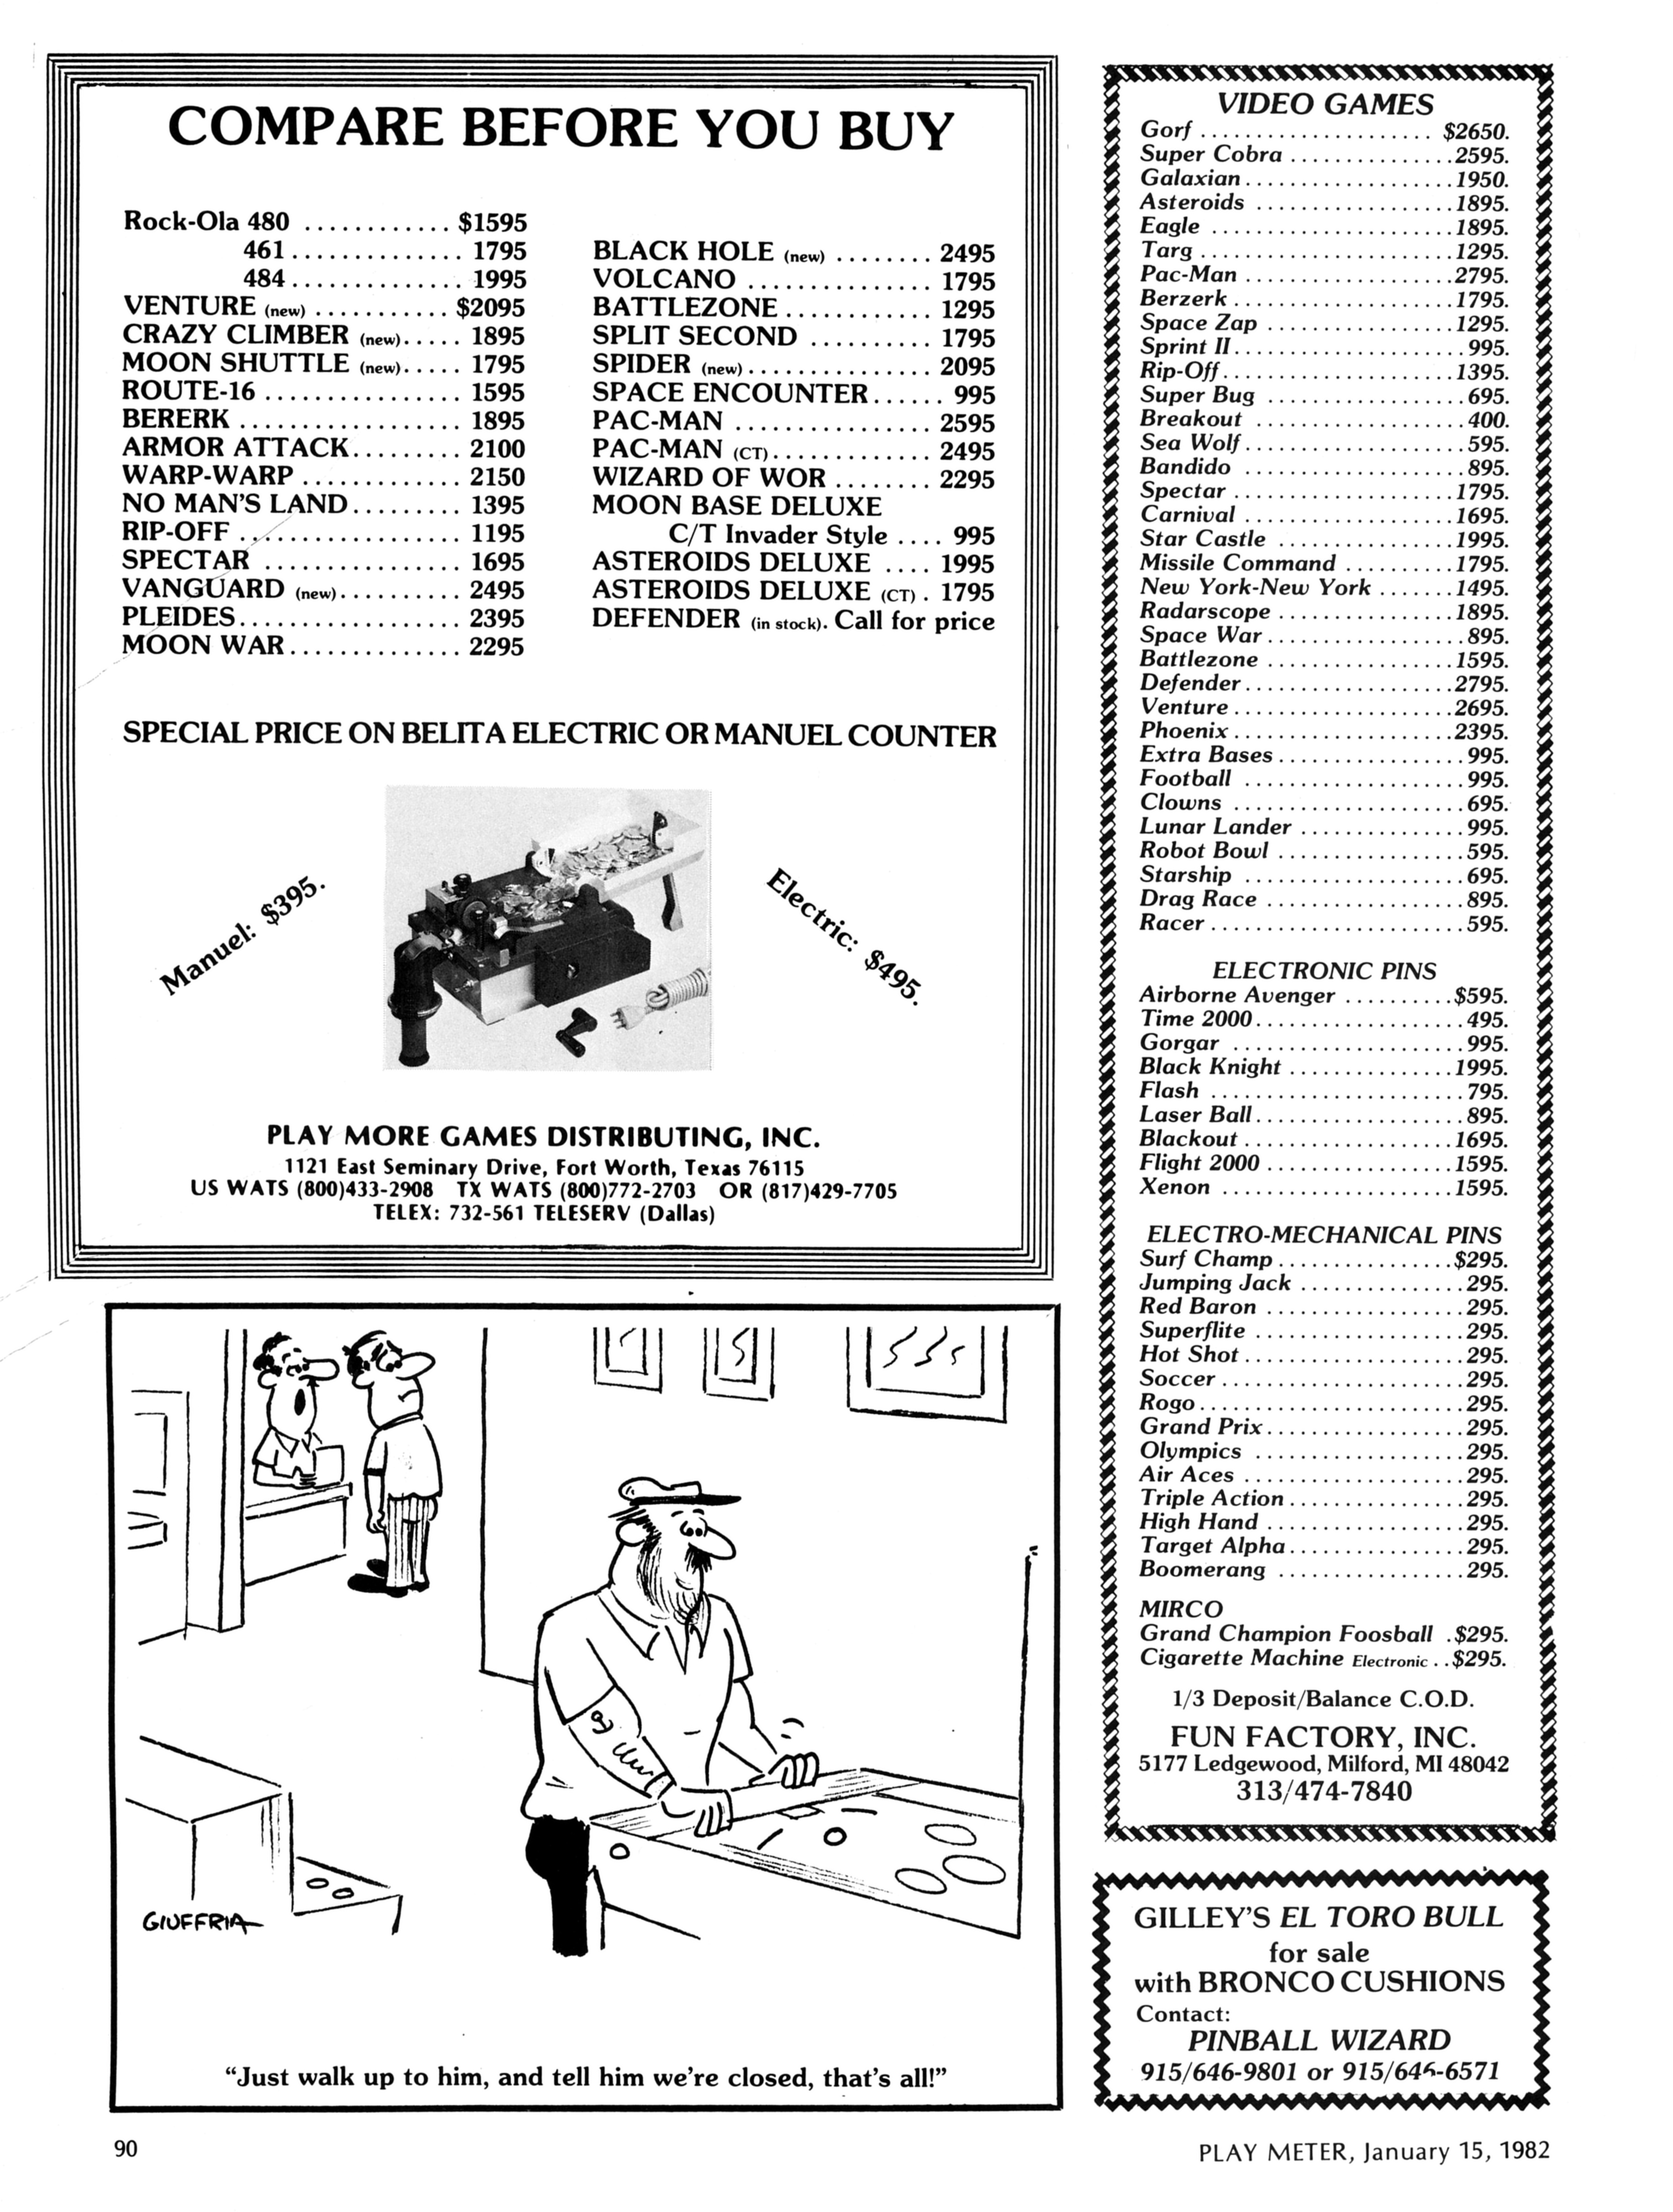 COMPARE BEFORE YOU BUY
Rock-Ola 480 ............ $1595
461 .............. 1795
484 .............. 1995
VENTURE (new) ........... $2095
CRAZY CLIMBER (new)..... 1895
MOON SHUTTLE (new)..... 1795
ROUTE-16 ................ 1595
BERERK .................. 1895
ARMOR ATTACK......... 2100
WARP-WARP ............. 2150
NO MAN'S LAND......... 1395
RIP-OFF .................. 1195
SPECTAR ................ 1695
VANGUARD (new).......... 2495
PLEIDES.................. 2395
MOON WAR.............. 2295
BLACK HOLE (new) ........ 2495
VOLCANO ............... 1795
BATTLEZONE............ 1295
SPLIT SECOND .......... 1795
SPIDER (new)............... 2095
SPACE ENCOUNTER...... 995
PAC-MAN ................ 2595
PAC-MAN (CT)............. 2495
WIZARD OF WOR ........ 2295
MOON BASE DELUXE
C/T Invader Style .... 995
ASTEROIDS DELUXE .... 1995
ASTEROIDS DELUXE (CT) . 1795
DEFENDER (in stock). Call for price
SPECIAL PRICE ON BELITA ELECTRIC OR MANUEL COUNTER
Manuel: $395.
Electric: $495.
PLAY MORE GAMES DISTRIBUTING, INC.
1121 East Seminary Drive, Fort Worth, Texas 76115
US WATS (800)433-2908 TX WATS (800)772-2703 OR (817)429-7705
TELEX: 732-561 TELESERV (Dallas)
GIUFFRIA
"Just walk up to him, and tell him we're closed, that's all!"
VIDEO GAMES
Gorf .................... $2650.
Super Cobra ............... 2595.
Galaxian................... 1950.
Asteroids .................. 1895.
Eagle ...................... 1895.
Targ ....................... 1295.
Pac-Man ................... 2795.
Berzerk.................... 1795.
Space Zap ................. 1295.
Sprint II.................... 995.
Rip-Off..................... 1395.
Super Bug .................. 695.
Breakout ................... 400.
Sea Wolf.................... 595.
Bandido .................... 895.
Spectar .................... 1795.
Carnival ................... 1695.
Star Castle ................ 1995.
Missile Command .......... 1795.
New York-New York ....... 1495.
Radarscope ................ 1895.
Space War.................. 895.
Battlezone ................. 1595.
Defender................... 2795.
Venture.................... 2695.
Phoenix.................... 2395.
Extra Bases................. 995.
Football .................... 995.
Clowns ..................... 695.
Lunar Lander ............... 995.
Robot Bowl ................. 595.
Starship .................... 695.
Drag Race .................. 895.
Racer....................... 595.
ELECTRONIC PINS
Airborne Avenger .......... $595.
Time 2000................... 495.
Gorgar ..................... 995.
Black Knight ............... 1995.
Flash ...................... 795.
Laser Ball................... 895.
Blackout................... 1695.
Flight 2000 ................ 1595.
Xenon ..................... 1595.
ELECTRO-MECHANICAL PINS
Surf Champ................ $295.
Jumping Jack ............... 295.
Red Baron .................. 295.
Superflite ................... 295.
Hot Shot.................... 295.
Soccer...................... 295.
Rogo........................ 295.
Grand Prix.................. 295.
Olympics ................... 295.
Air Aces .................... 295.
Triple Action................ 295.
High Hand.................. 295.
Target Alpha................ 295.
Boomerang ................. 295.
MIRCO
Grand Champion Foosball . $295.
Cigarette Machine Electronic .. $295.
1/3 Deposit/Balance C.O.D.
FUN FACTORY, INC.
5177 Ledgewood, Milford, MI 48042
313/474-7840
GILLEY'S EL TORO BULL
for sale
with BRONCO CUSHIONS
Contact:
PINBALL WIZARD
915/646-9801 or 915/646-6571
90
PLAY METER, January 15, 1982